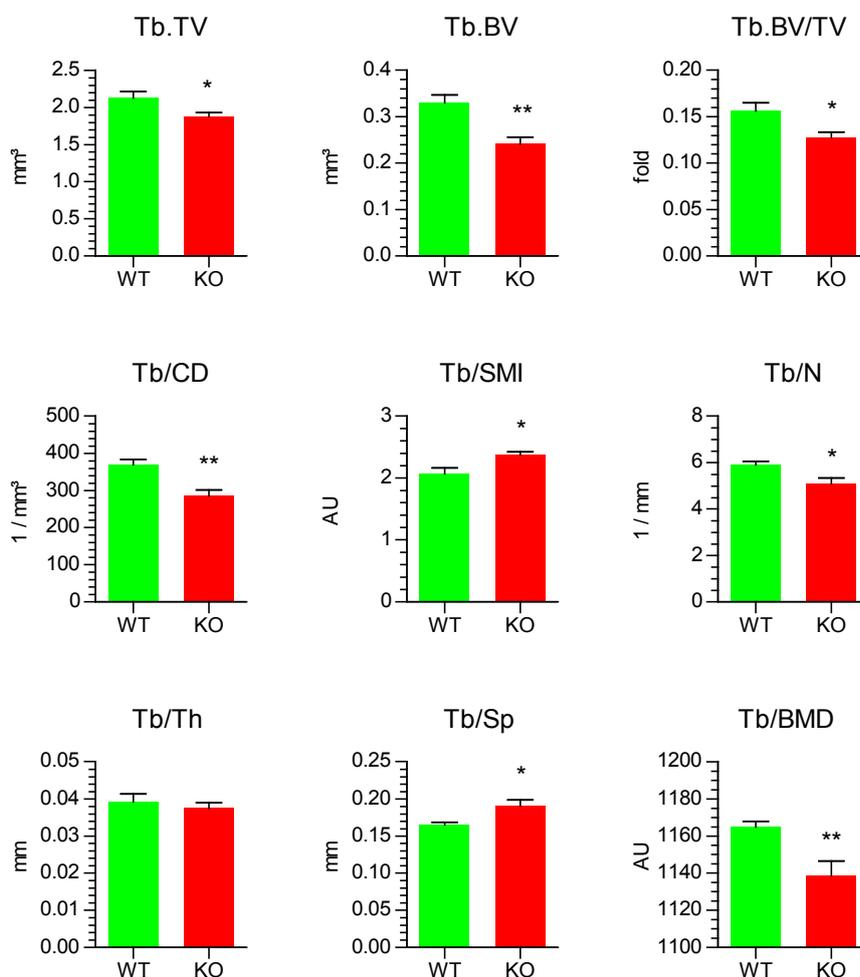 Tb.TV
2.5
2.0
1.5
1.0
0.5
0.0
mm³
*
WT KO
Tb.BV
0.4
0.3
0.2
0.1
0.0
mm³
**
WT KO
Tb.BV/TV
0.20
0.15
0.10
0.05
0.00
fold
*
WT KO
Tb/CD
500
400
300
200
100
0
1 / mm³
**
WT KO
Tb/SMI
3
2
1
0
AU
*
WT KO
Tb/N
8
6
4
2
0
1 / mm
*
WT KO
Tb/Th
0.05
0.04
0.03
0.02
0.01
0.00
mm
WT KO
Tb/Sp
0.25
0.20
0.15
0.10
0.05
0.00
mm
*
WT KO
Tb/BMD
1200
1180
1160
1140
1120
1100
AU
**
WT KO